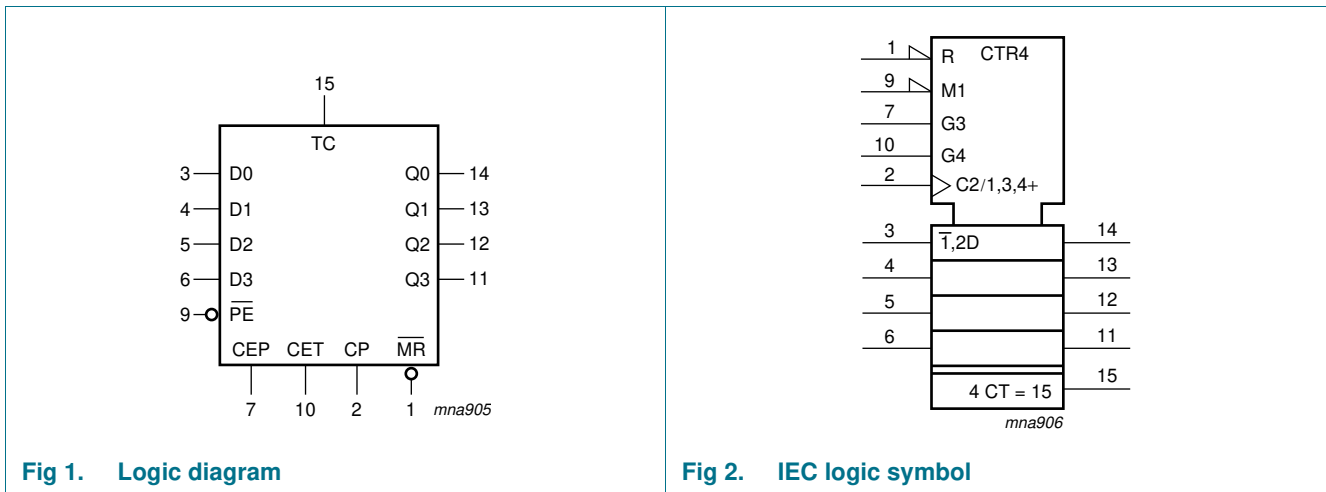 15
TC
3 D0 Q0 14
4 D1 Q1 13
5 D2 Q2 12
6 D3 Q3 11
9 P̅E̅
CEP CET CP M̅R̅
7 10 2 1 mna905
Fig 1. Logic diagram
1 R CTR4
9 M1
7 G3
10 G4
2 C2/1,3,4+
3 1̅,2D 14
4 13
5 12
6 11
4 CT = 15 15
mna906
Fig 2. IEC logic symbol